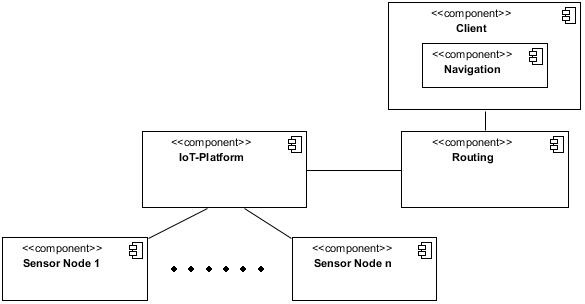 <<component>>
Client
<<component>>
Navigation
<<component>>
IoT-Platform
<<component>>
Routing
<<component>>
Sensor Node 1
<<component>>
Sensor Node n